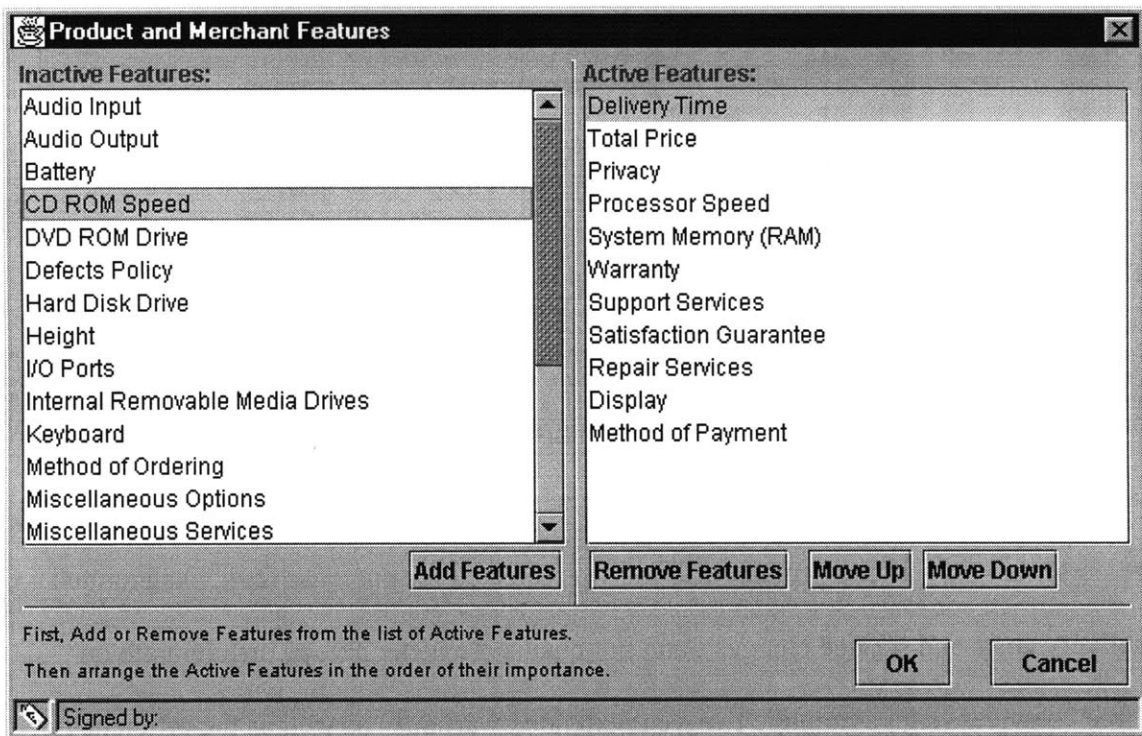 Product and Merchant Features
Inactive Features:
Audio Input
Audio Output
Battery
CD ROM Speed
DVD ROM Drive
Defects Policy
Hard Disk Drive
Height
I/O Ports
Internal Removable Media Drives
Keyboard
Method of Ordering
Miscellaneous Options
Miscellaneous Services
Add Features
Active Features:
Delivery Time
Total Price
Privacy
Processor Speed
System Memory (RAM)
Warranty
Support Services
Satisfaction Guarantee
Repair Services
Display
Method of Payment
Remove Features
Move Up
Move Down
First, Add or Remove Features from the list of Active Features.
Then arrange the Active Features in the order of their importance.
OK
Cancel
Signed by: